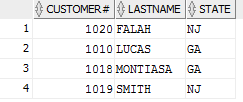 CUSTOMER# LASTNAME STATE
1 1020 FALAH NJ
2 1010 LUCAS GA
3 1018 MONTIASA GA
4 1019 SMITH NJ